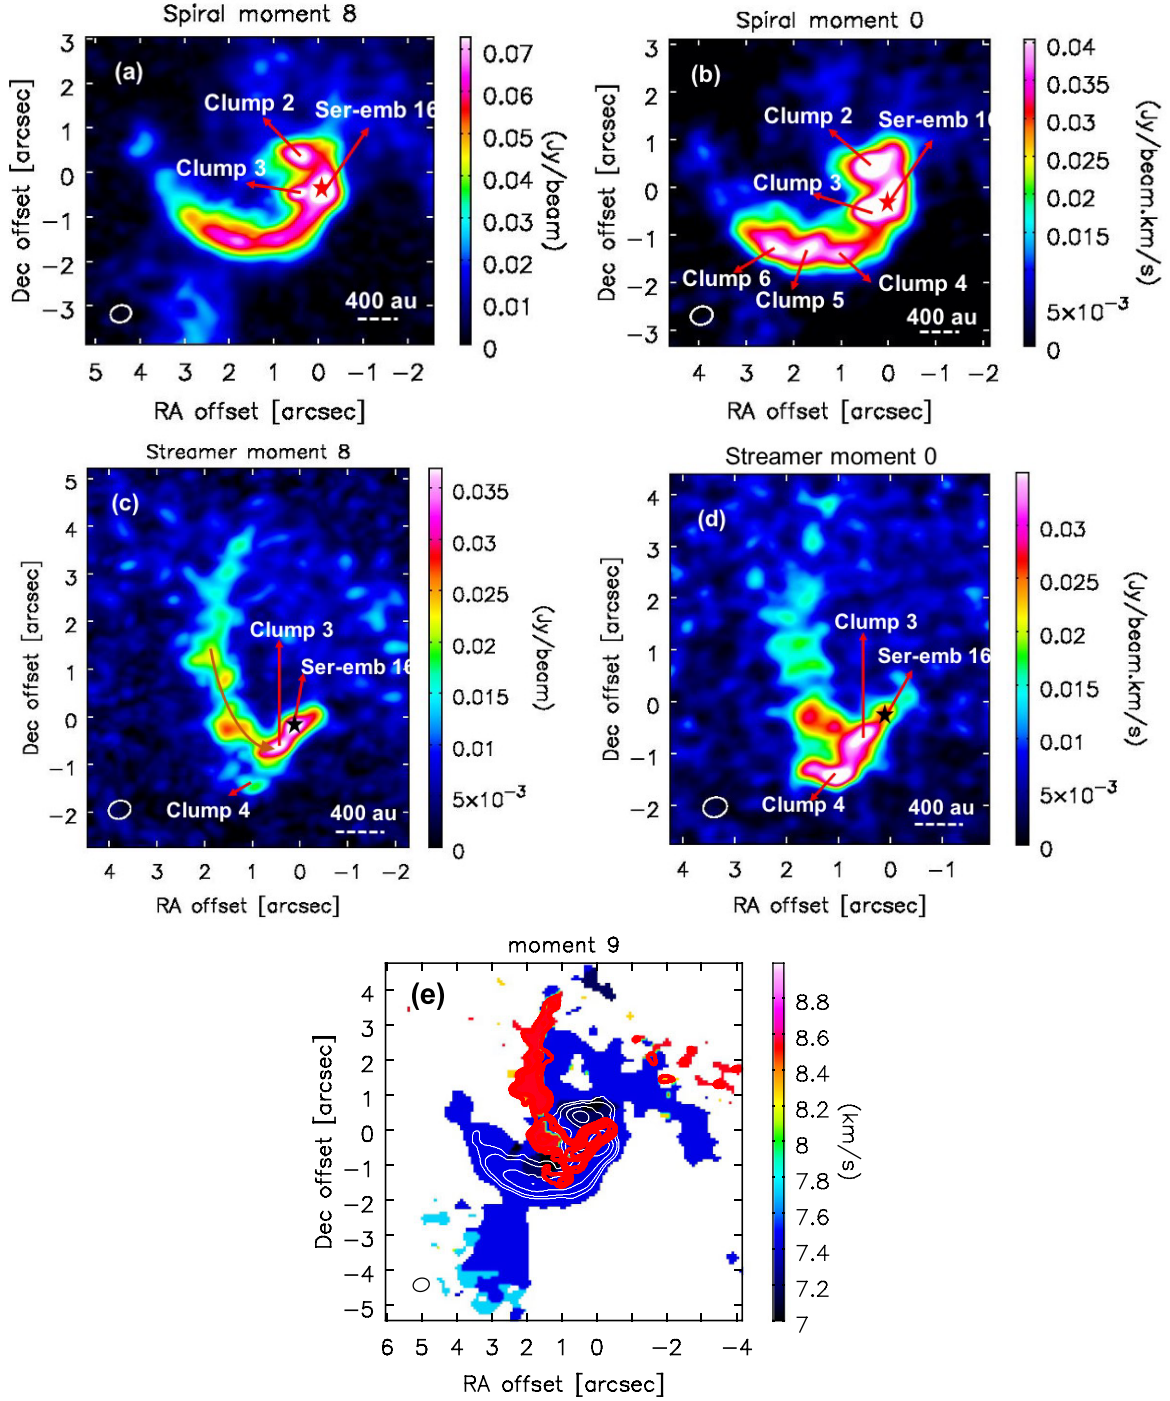 Spiral moment 8
(a)
Clump 2
Ser-emb 16
Clump 3
400 au
3
2
1
0
−1
−2
−3
5 4 3 2 1 0 −1 −2
RA offset [arcsec]
Dec offset [arcsec]
0.07
0.06
0.05
0.04
0.03
0.02
0.01
0
(Jy/beam)
Spiral moment 0
(b)
Clump 2
Ser-emb 16
Clump 3
Clump 6
Clump 4
Clump 5
400 au
3
2
1
0
−1
−2
−3
4 3 2 1 0 −1 −2
RA offset [arcsec]
Dec offset [arcsec]
0.04
0.035
0.03
0.025
0.02
0.015
5×10−3
0
(Jy/beam.km/s)
Streamer moment 8
(c)
Clump 3
Ser-emb 16
Clump 4
400 au
5
4
3
2
1
0
−1
−2
4 3 2 1 0 −1 −2
RA offset [arcsec]
Dec offset [arcsec]
0.035
0.03
0.025
0.02
0.015
0.01
5×10−3
0
(Jy/beam)
Streamer moment 0
(d)
Clump 3
Ser-emb 16
Clump 4
400 au
4
3
2
1
0
−1
−2
4 3 2 1 0 −1
RA offset [arcsec]
Dec offset [arcsec]
0.03
0.025
0.02
0.015
0.01
5×10−3
0
(Jy/beam.km/s)
moment 9
(e)
4
3
2
1
0
−1
−2
−3
−4
−5
6 5 4 3 2 1 0 −2 −4
RA offset [arcsec]
Dec offset [arcsec]
8.8
8.6
8.4
8.2
8
7.8
7.6
7.4
7.2
7
(km/s)